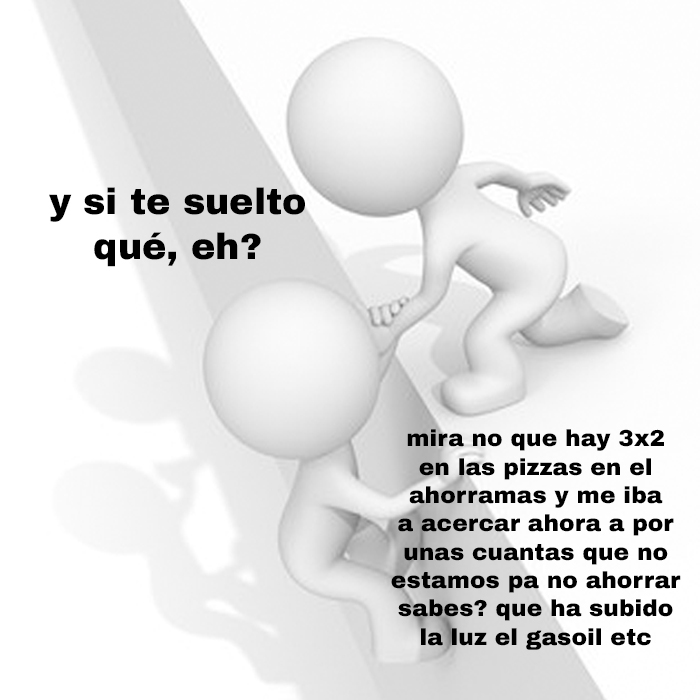 y si te suelto
qué, eh?
mira no que hay 3x2
en las pizzas en el
ahorramas y me iba
a acercar ahora a por
unas cuantas que no
estamos pa no ahorrar
sabes? que ha subido
la luz el gasoil etc